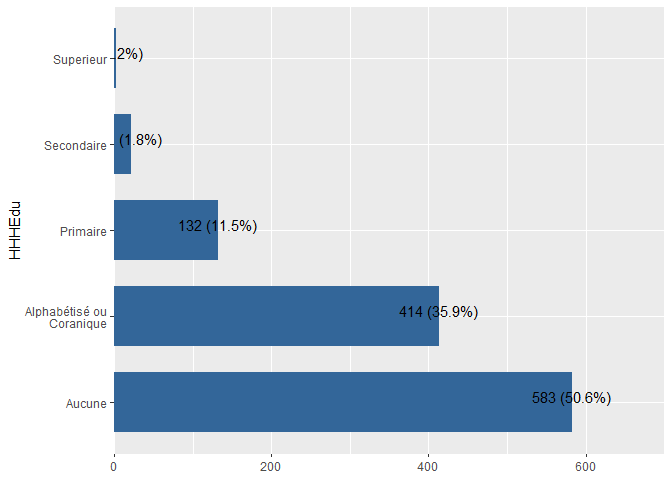 HHHEdu
Superieur
2%)
Secondaire
(1.8%)
Primaire
132 (11.5%)
Alphabétisé ou
Coranique
414 (35.9%)
Aucune
583 (50.6%)
0 200 400 600